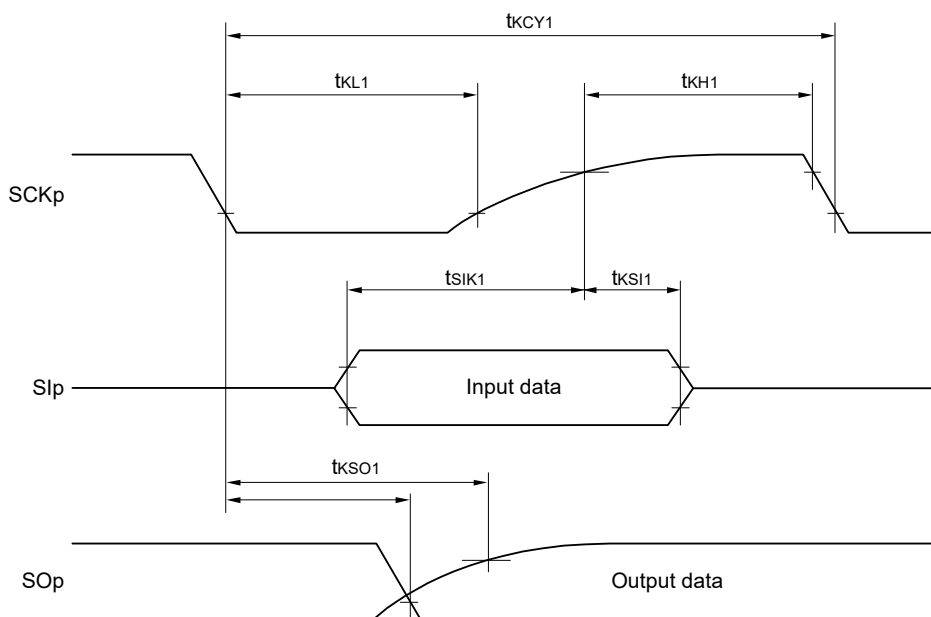 tKCY1
tKL1
tKH1
SCKp
tSIK1
tKSI1
SIp
Input data
tKSO1
SOp
Output data